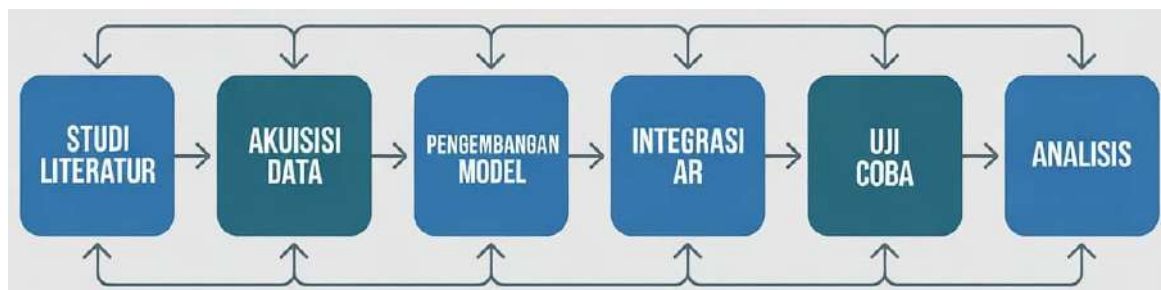 STUDI
LITERATUR
AKUISISI
DATA
PENGEMBANGAN
MODEL
INTEGRASI
AR
UJI
COBA
ANALISIS